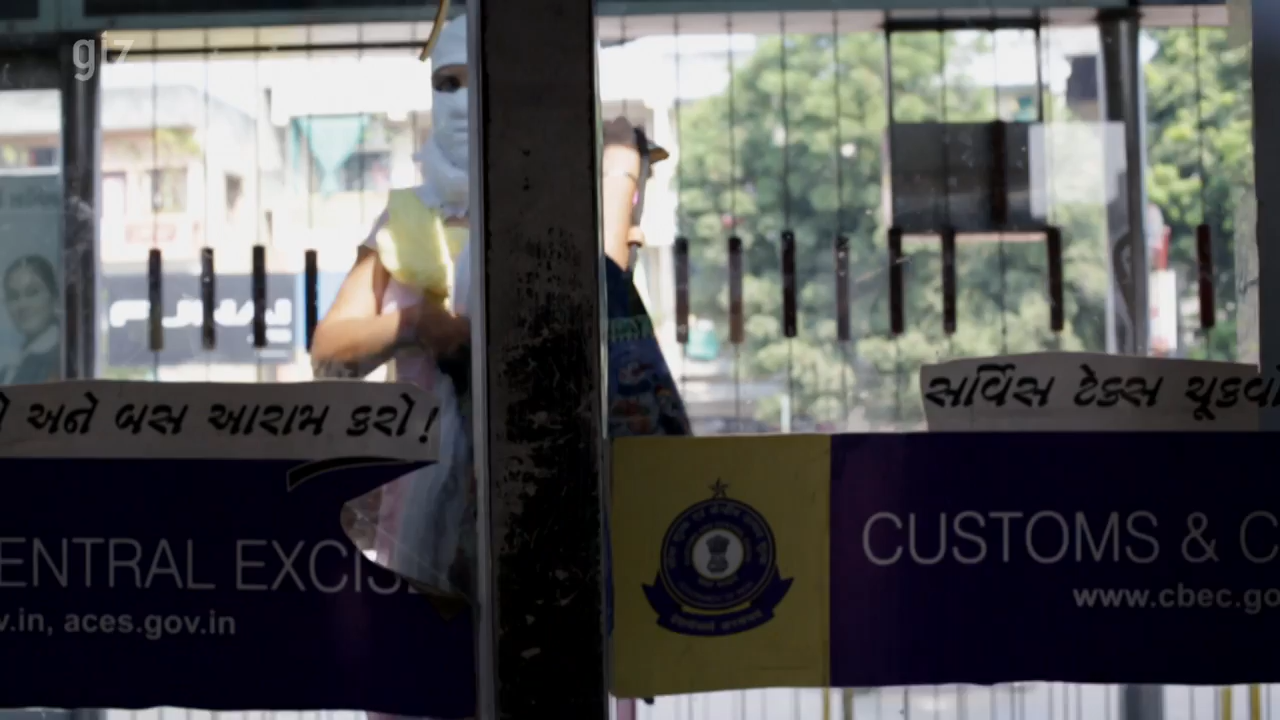 giz
અને બસ આરામ કરો!
ENTRAL EXCIS
v.in, aces.gov.in
સર્વિસ ટેક્સ ચૂકવો
CUSTOMS & C
www.cbec.go